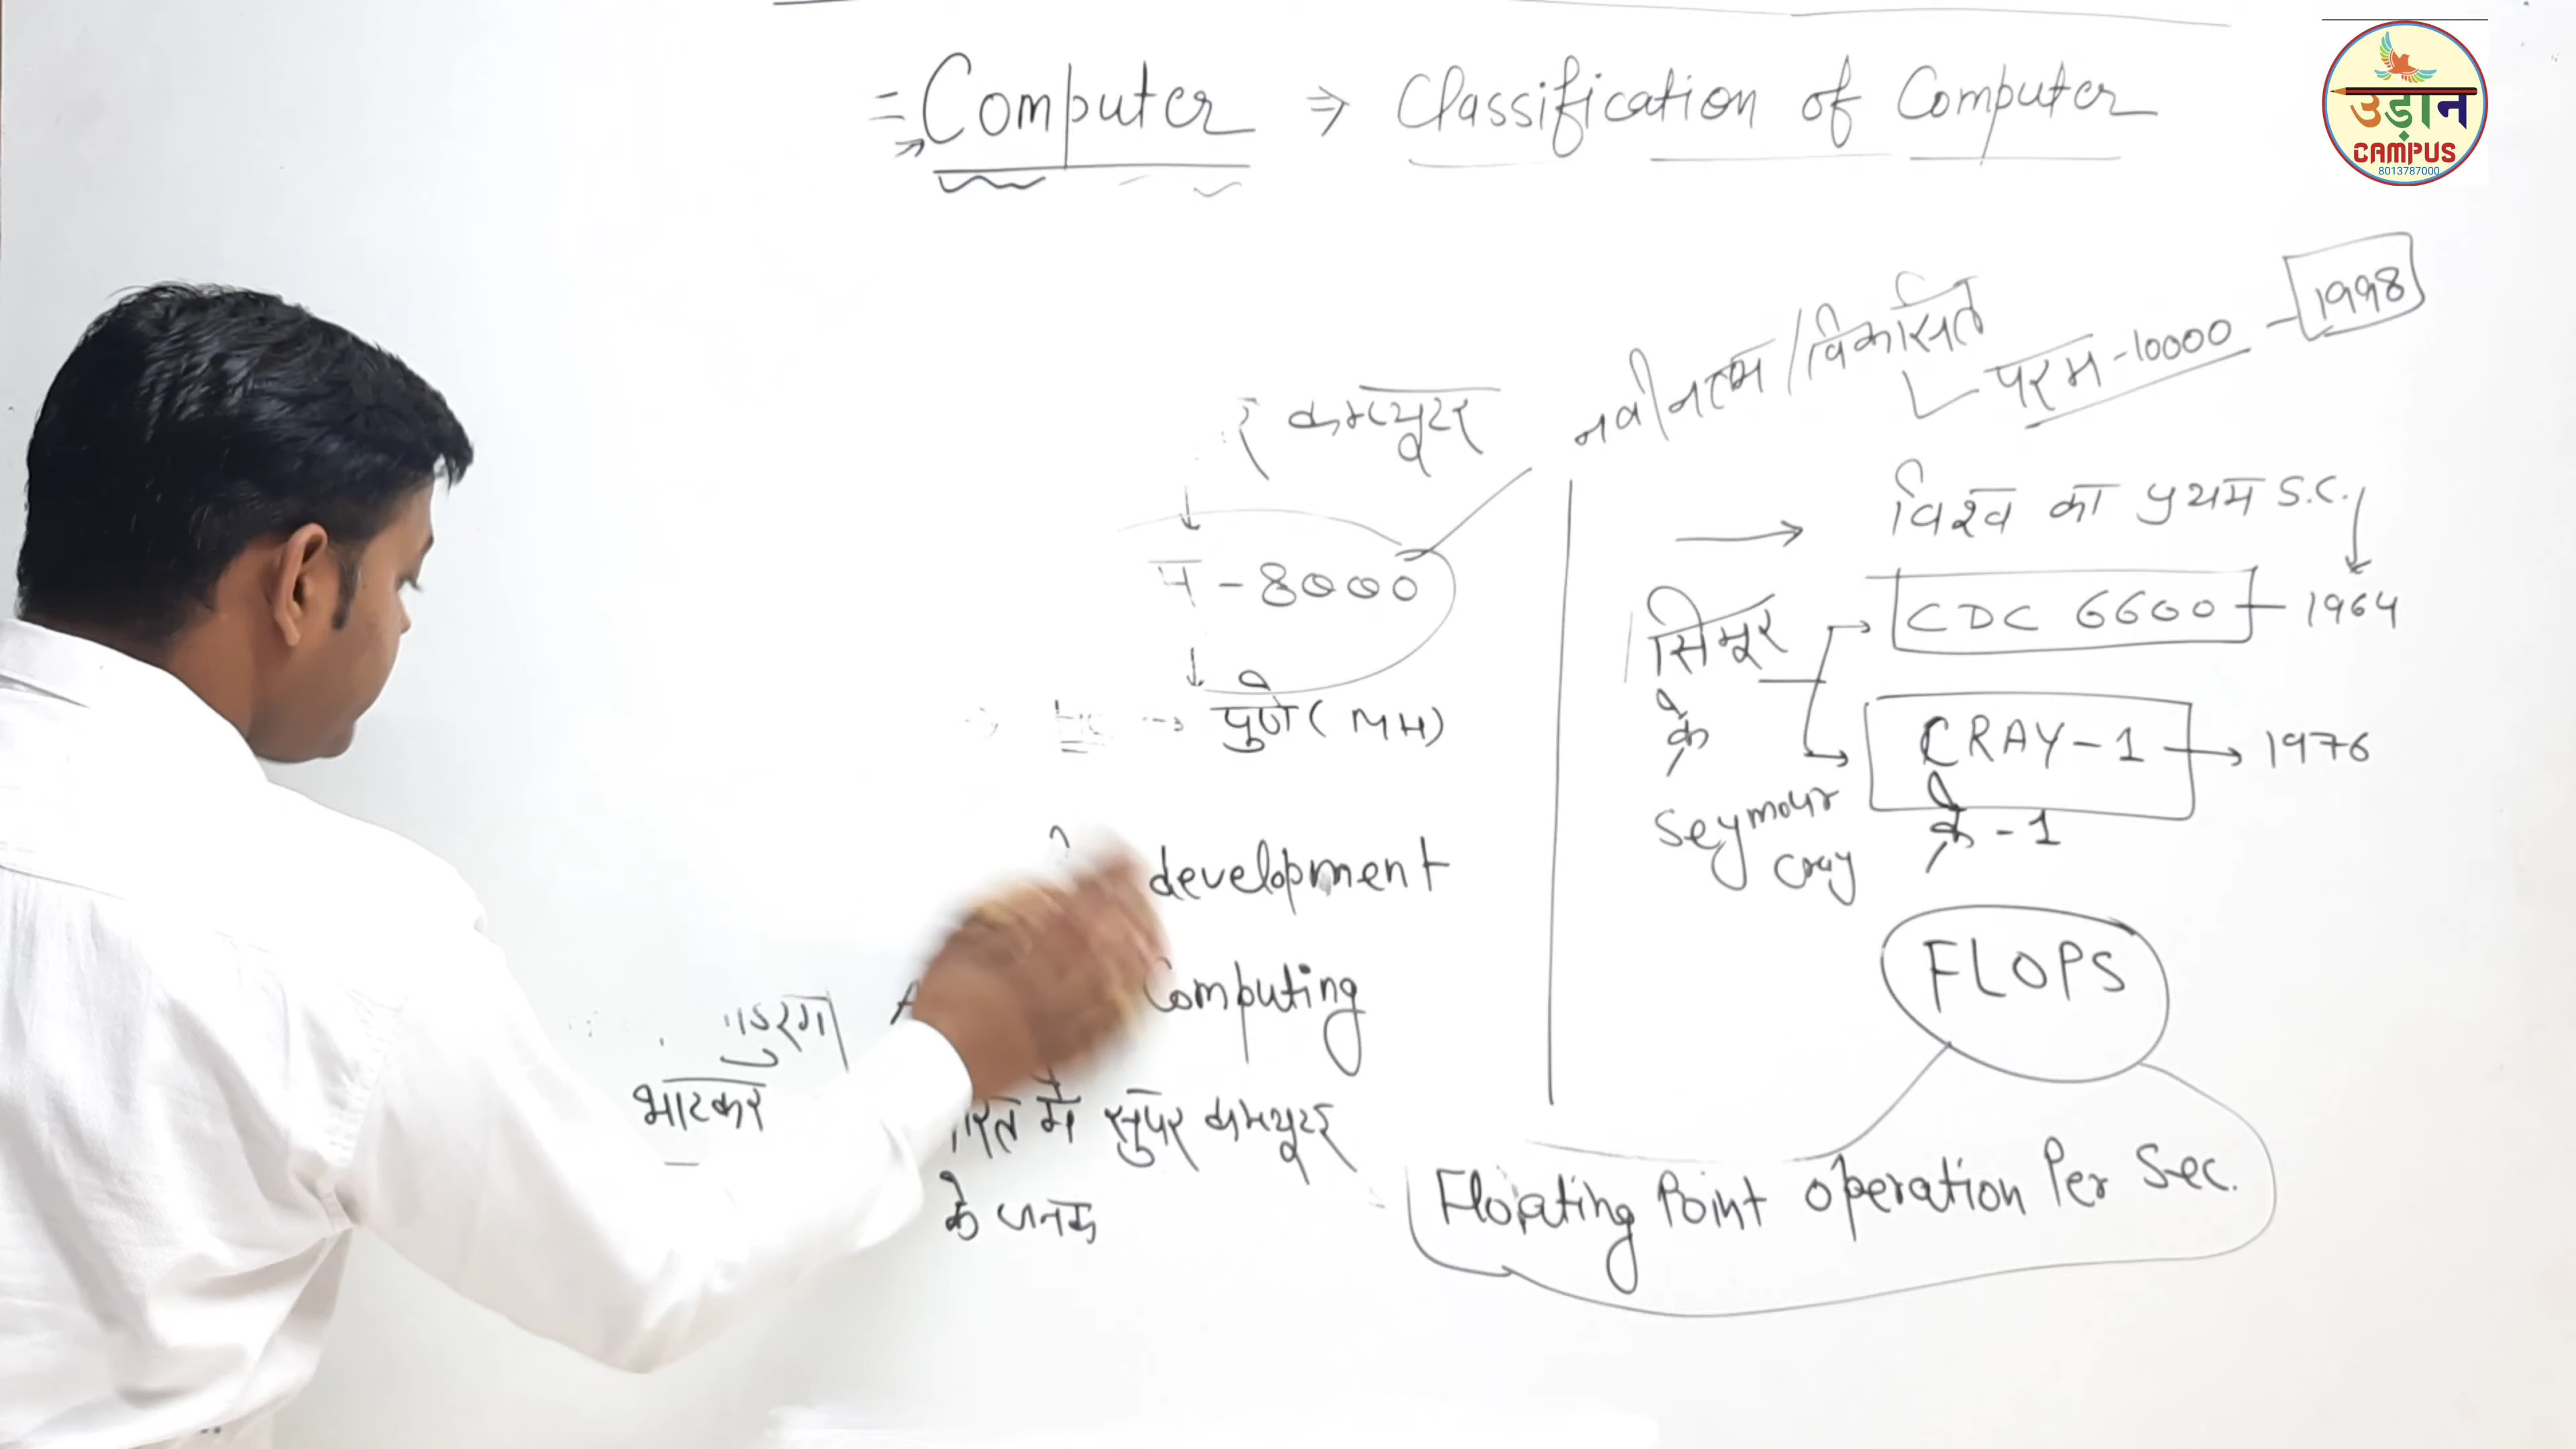 Computer ⇒ Classification of Computer
उड़ान
CAMPUS
8013787000
नवीनतम / विकसित
परम - 10000 - 1998
कम्प्यूटर
- 8000
पुणे ( MH )
development
Computing
भाटकर
में सुपर कम्प्यूटर
के जनक
विश्व का प्रथम S.C.
सिमूर
क्रे
Seymour
Cray
CDC 6600 - 1964
CRAY - 1 → 1976
क्रे - 1
FLOPS
Floating Point operation Per Sec.